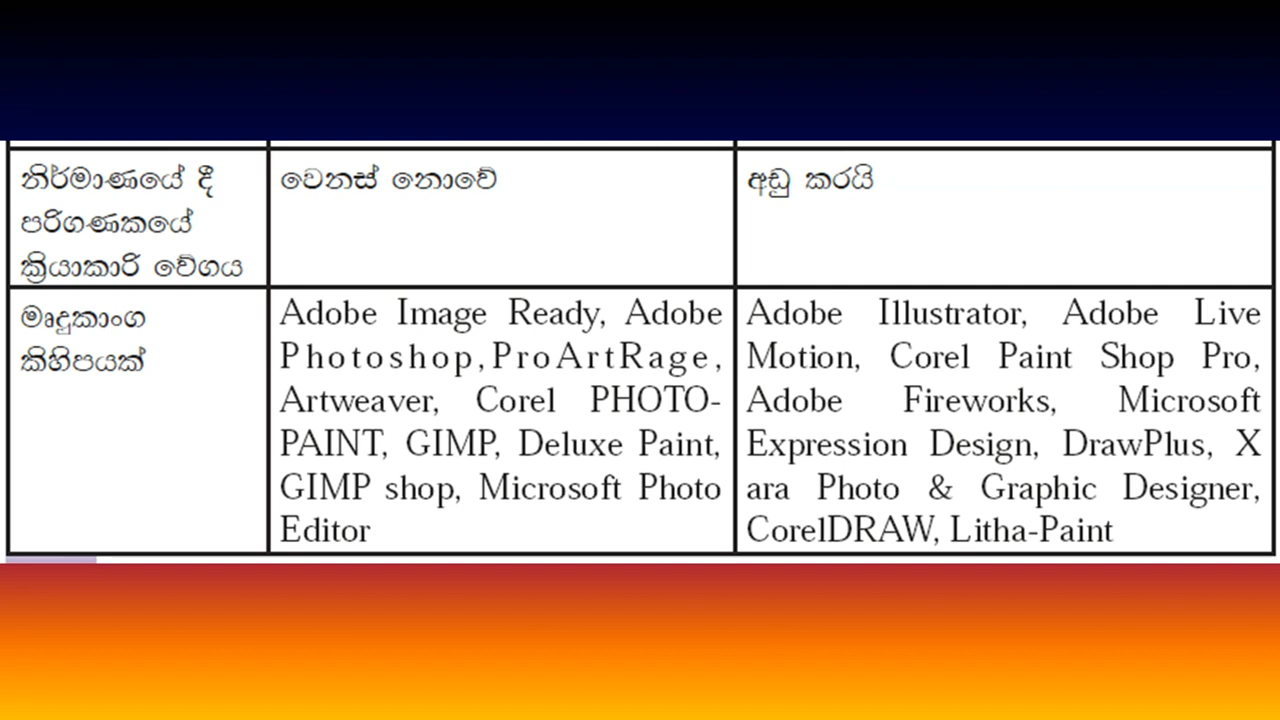 නිර්මාණයේ දී
පරිගණකයේ
ක්‍රියාකාරි වේගය
වෙනස් නොවේ
අඩු කරයි
මෘදුකාංග
කිහිපයක්
Adobe Image Ready, Adobe
Photoshop,ProArtRage,
Artweaver, Corel PHOTO-
PAINT, GIMP, Deluxe Paint,
GIMP shop, Microsoft Photo
Editor
Adobe Illustrator, Adobe Live
Motion, Corel Paint Shop Pro,
Adobe Fireworks, Microsoft
Expression Design, DrawPlus, X
ara Photo & Graphic Designer,
CorelDRAW, Litha-Paint